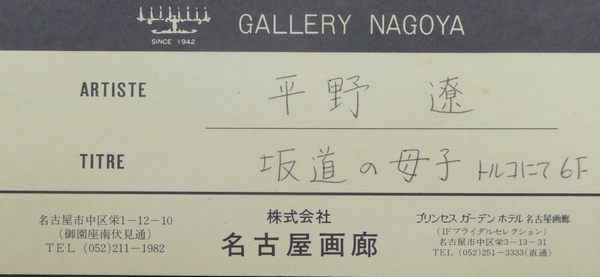 SINCE 1942
GALLERY NAGOYA
ARTISTE 平野 遼
TITRE 坂道の母子 トルコにて 6F
名古屋市中区栄1-12-10
(御園座南伏見通)
TEL (052)211-1982
株式会社
名古屋画廊
プリンセス ガーデン ホテル 名古屋画廊
(1Fブライダルセレクション)
名古屋市中区栄3-13-31
TEL (052)251-3333(直通)